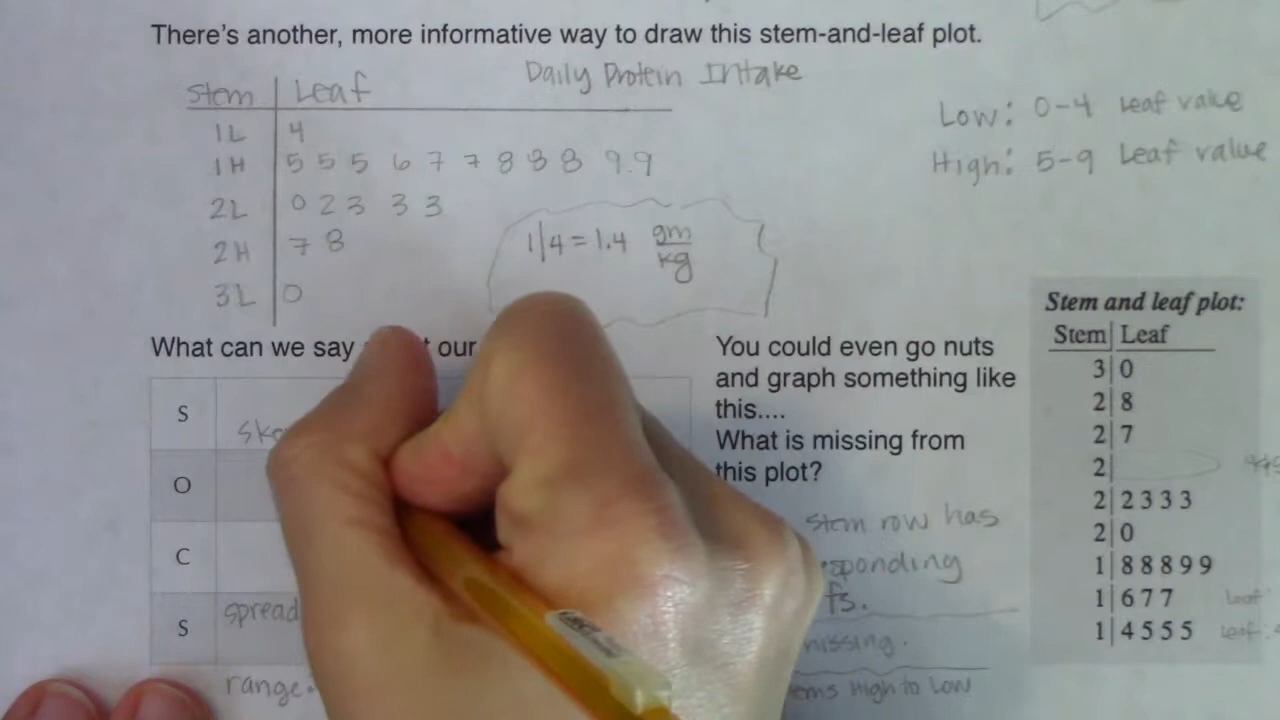 There's another, more informative way to draw this stem-and-leaf plot.
Daily Protein Intake
Stem Leaf
1L 4
1H 5 5 5 6 7 7 8 8 8 9 9
2L 0 2 3 3 3
2H 7 8
3L 0
1|4 = 1.4 gm
kg
Low: 0-4 Leaf value
High: 5-9 Leaf value
What can we say our
S
O
C
S spread
range.
You could even go nuts
and graph something like
this....
What is missing from
this plot?
stem row has
High to Low
Stem and leaf plot:
Stem Leaf
3 0
2 8
2 7
2
2 2 3 3 3
2 0
1 8 8 8 9 9
1 6 7 7 Leaf
1 4 5 5 5 Leaf